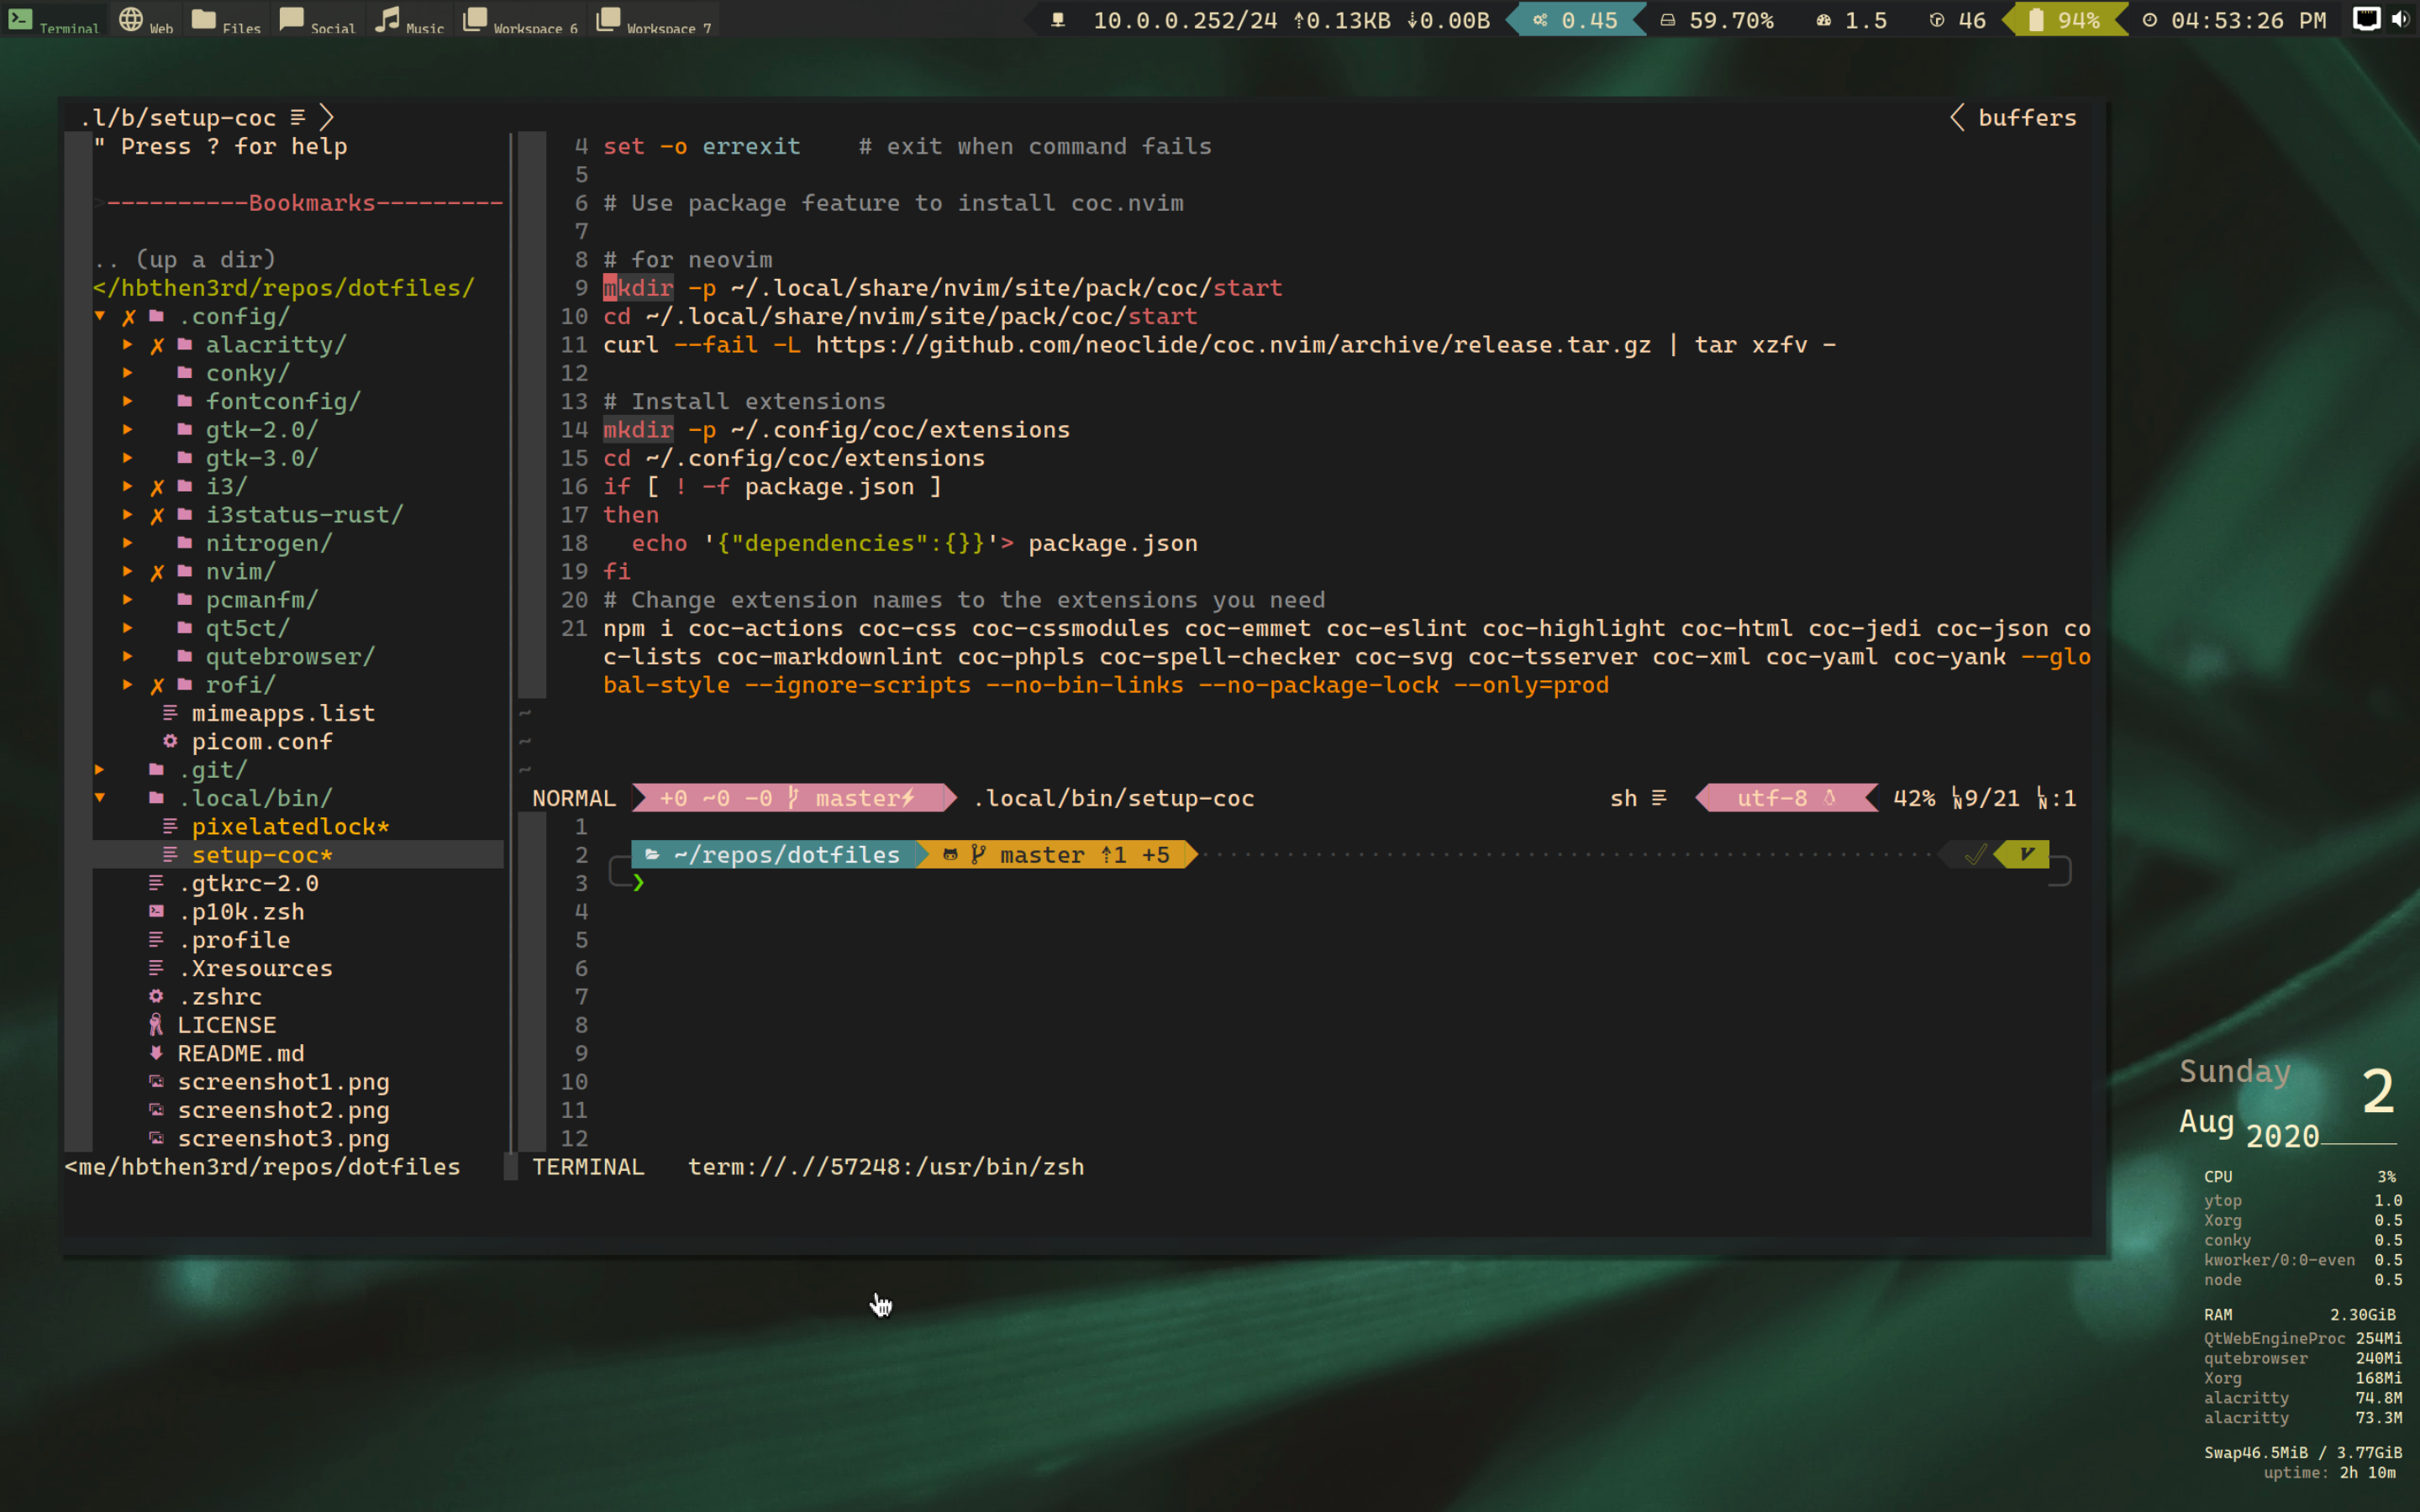 Terminal Web Files Social Music Workspace 6 Workspace 7 10.0.0.252/24 ⇡0.13KB ⇣0.00B 0.45 59.70% 1.5 46 94% 04:53:26 PM
.l/b/setup-coc
buffers
" Press ? for help
>----------Bookmarks---------
.. (up a dir)
</hbthen3rd/repos/dotfiles/
▾ ✗ .config/
▸ ✗ alacritty/
▸ conky/
▸ fontconfig/
▸ gtk-2.0/
▸ gtk-3.0/
▸ ✗ i3/
▸ ✗ i3status-rust/
▸ nitrogen/
▸ ✗ nvim/
▸ pcmanfm/
▸ qt5ct/
▸ qutebrowser/
▸ ✗ rofi/
mimeapps.list
picom.conf
▸ .git/
▾ .local/bin/
pixelatedlock*
setup-coc*
.gtkrc-2.0
.p10k.zsh
.profile
.Xresources
.zshrc
LICENSE
README.md
screenshot1.png
screenshot2.png
screenshot3.png
<me/hbthen3rd/repos/dotfiles
4 set -o errexit    # exit when command fails
5
6 # Use package feature to install coc.nvim
7
8 # for neovim
9 mkdir -p ~/.local/share/nvim/site/pack/coc/start
10 cd ~/.local/share/nvim/site/pack/coc/start
11 curl --fail -L https://github.com/neoclide/coc.nvim/archive/release.tar.gz | tar xzfv -
12
13 # Install extensions
14 mkdir -p ~/.config/coc/extensions
15 cd ~/.config/coc/extensions
16 if [ ! -f package.json ]
17 then
18   echo '{"dependencies":{}}'> package.json
19 fi
20 # Change extension names to the extensions you need
21 npm i coc-actions coc-css coc-cssmodules coc-emmet coc-eslint coc-highlight coc-html coc-jedi coc-json co
c-lists coc-markdownlint coc-phpls coc-spell-checker coc-svg coc-tsserver coc-xml coc-yaml coc-yank --glo
bal-style --ignore-scripts --no-bin-links --no-package-lock --only=prod
~
~
~
NORMAL +0 ~0 -0 master⚡ .local/bin/setup-coc sh utf-8 42% 9/21 :1
1
2 ~/repos/dotfiles master ⇡1 +5 ✓ V
3 ❯
4
5
6
7
8
9
10
11
12
TERMINAL term://.//57248:/usr/bin/zsh
Sunday 2
Aug 2020
CPU 3%
ytop 1.0
Xorg 0.5
conky 0.5
kworker/0:0-even 0.5
node 0.5
RAM 2.30GiB
QtWebEngineProc 254Mi
qutebrowser 240Mi
Xorg 168Mi
alacritty 74.8M
alacritty 73.3M
Swap46.5MiB / 3.77GiB
uptime: 2h 10m